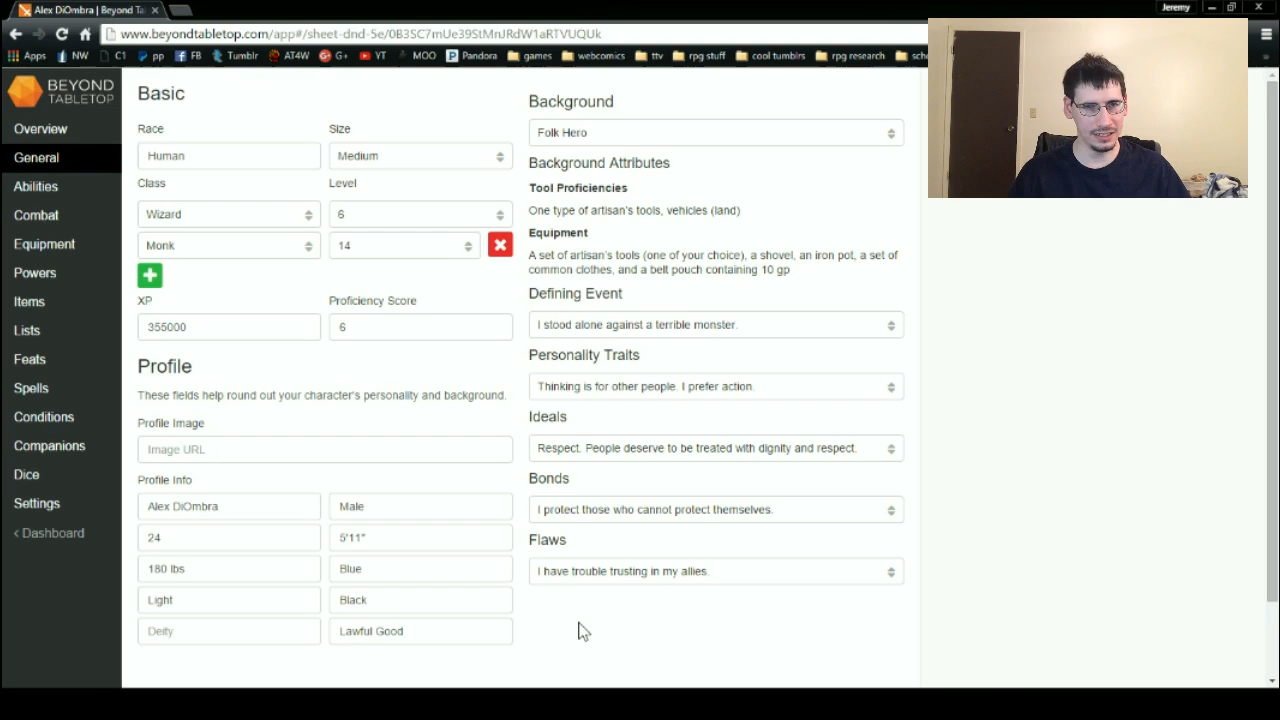 Alex DiOmbra | Beyond Ta
Jeremy
www.beyondtabletop.com/app#/sheet-dnd-5e/0B3SC7mUe39StMnJRdW1aRTVUQUk
Apps NW C1 pp FB Tumblr AT4W G+ YT MOO Pandora games webcomics ttv rpg stuff cool tumblrs rpg research sch
BEYOND
TABLETOP
Overview
General
Abilities
Combat
Equipment
Powers
Items
Lists
Feats
Spells
Conditions
Companions
Dice
Settings
< Dashboard
Basic
Race Size
Human Medium
Class Level
Wizard 6
Monk 14
XP Proficiency Score
355000 6
Profile
These fields help round out your character's personality and background.
Profile Image
Image URL
Profile Info
Alex DiOmbra Male
24 5'11"
180 lbs Blue
Light Black
Deity Lawful Good
Background
Folk Hero
Background Attributes
Tool Proficiencies
One type of artisan's tools, vehicles (land)
Equipment
A set of artisan's tools (one of your choice), a shovel, an iron pot, a set of
common clothes, and a belt pouch containing 10 gp
Defining Event
I stood alone against a terrible monster.
Personality Traits
Thinking is for other people. I prefer action.
Ideals
Respect. People deserve to be treated with dignity and respect.
Bonds
I protect those who cannot protect themselves.
Flaws
I have trouble trusting in my allies.